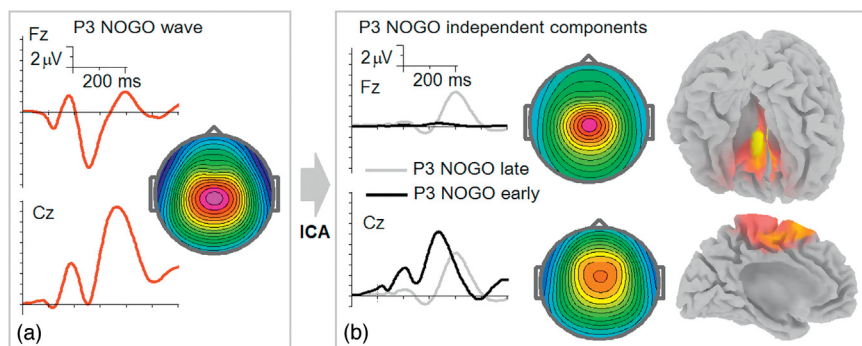 P3 NOGO wave
Fz
2 μV
200 ms
Cz
(a)
ICA
P3 NOGO independent components
2 μV
200 ms
Fz
P3 NOGO late
P3 NOGO early
Cz
(b)